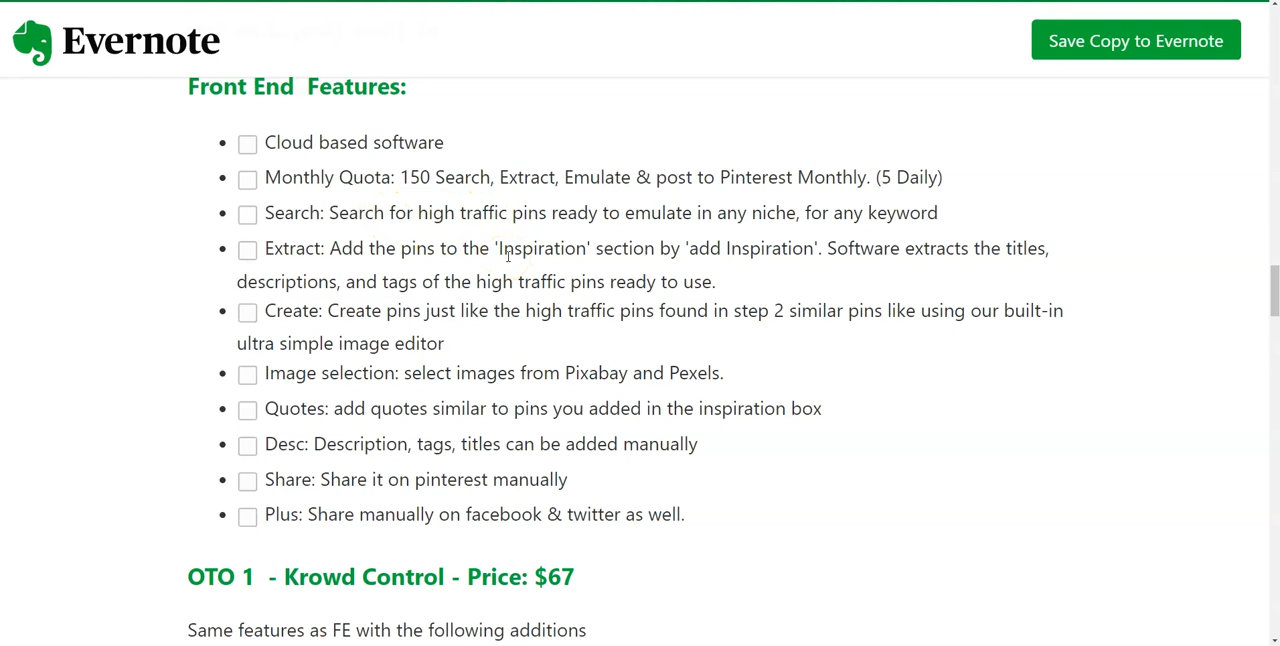 Evernote
Save Copy to Evernote
Front End Features:
Cloud based software
Monthly Quota: 150 Search, Extract, Emulate & post to Pinterest Monthly. (5 Daily)
Search: Search for high traffic pins ready to emulate in any niche, for any keyword
Extract: Add the pins to the 'Inspiration' section by 'add Inspiration'. Software extracts the titles,
descriptions, and tags of the high traffic pins ready to use.
Create: Create pins just like the high traffic pins found in step 2 similar pins like using our built-in
ultra simple image editor
Image selection: select images from Pixabay and Pexels.
Quotes: add quotes similar to pins you added in the inspiration box
Desc: Description, tags, titles can be added manually
Share: Share it on pinterest manually
Plus: Share manually on facebook & twitter as well.
OTO 1 - Krowd Control - Price: $67
Same features as FE with the following additions